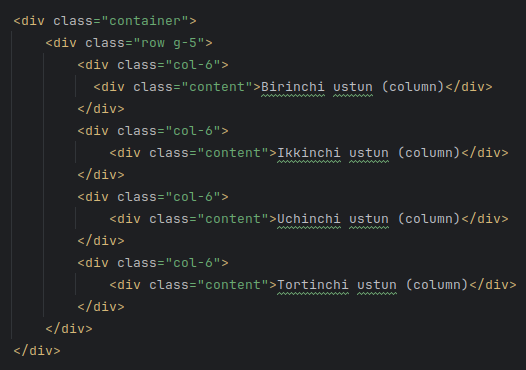 <div class="container">
    <div class="row g-5">
        <div class="col-6">
          <div class="content">Birinchi ustun (column)</div>
        </div>
        <div class="col-6">
            <div class="content">Ikkinchi ustun (column)</div>
        </div>
        <div class="col-6">
            <div class="content">Uchinchi ustun (column)</div>
        </div>
        <div class="col-6">
            <div class="content">Tortinchi ustun (column)</div>
        </div>
    </div>
</div>